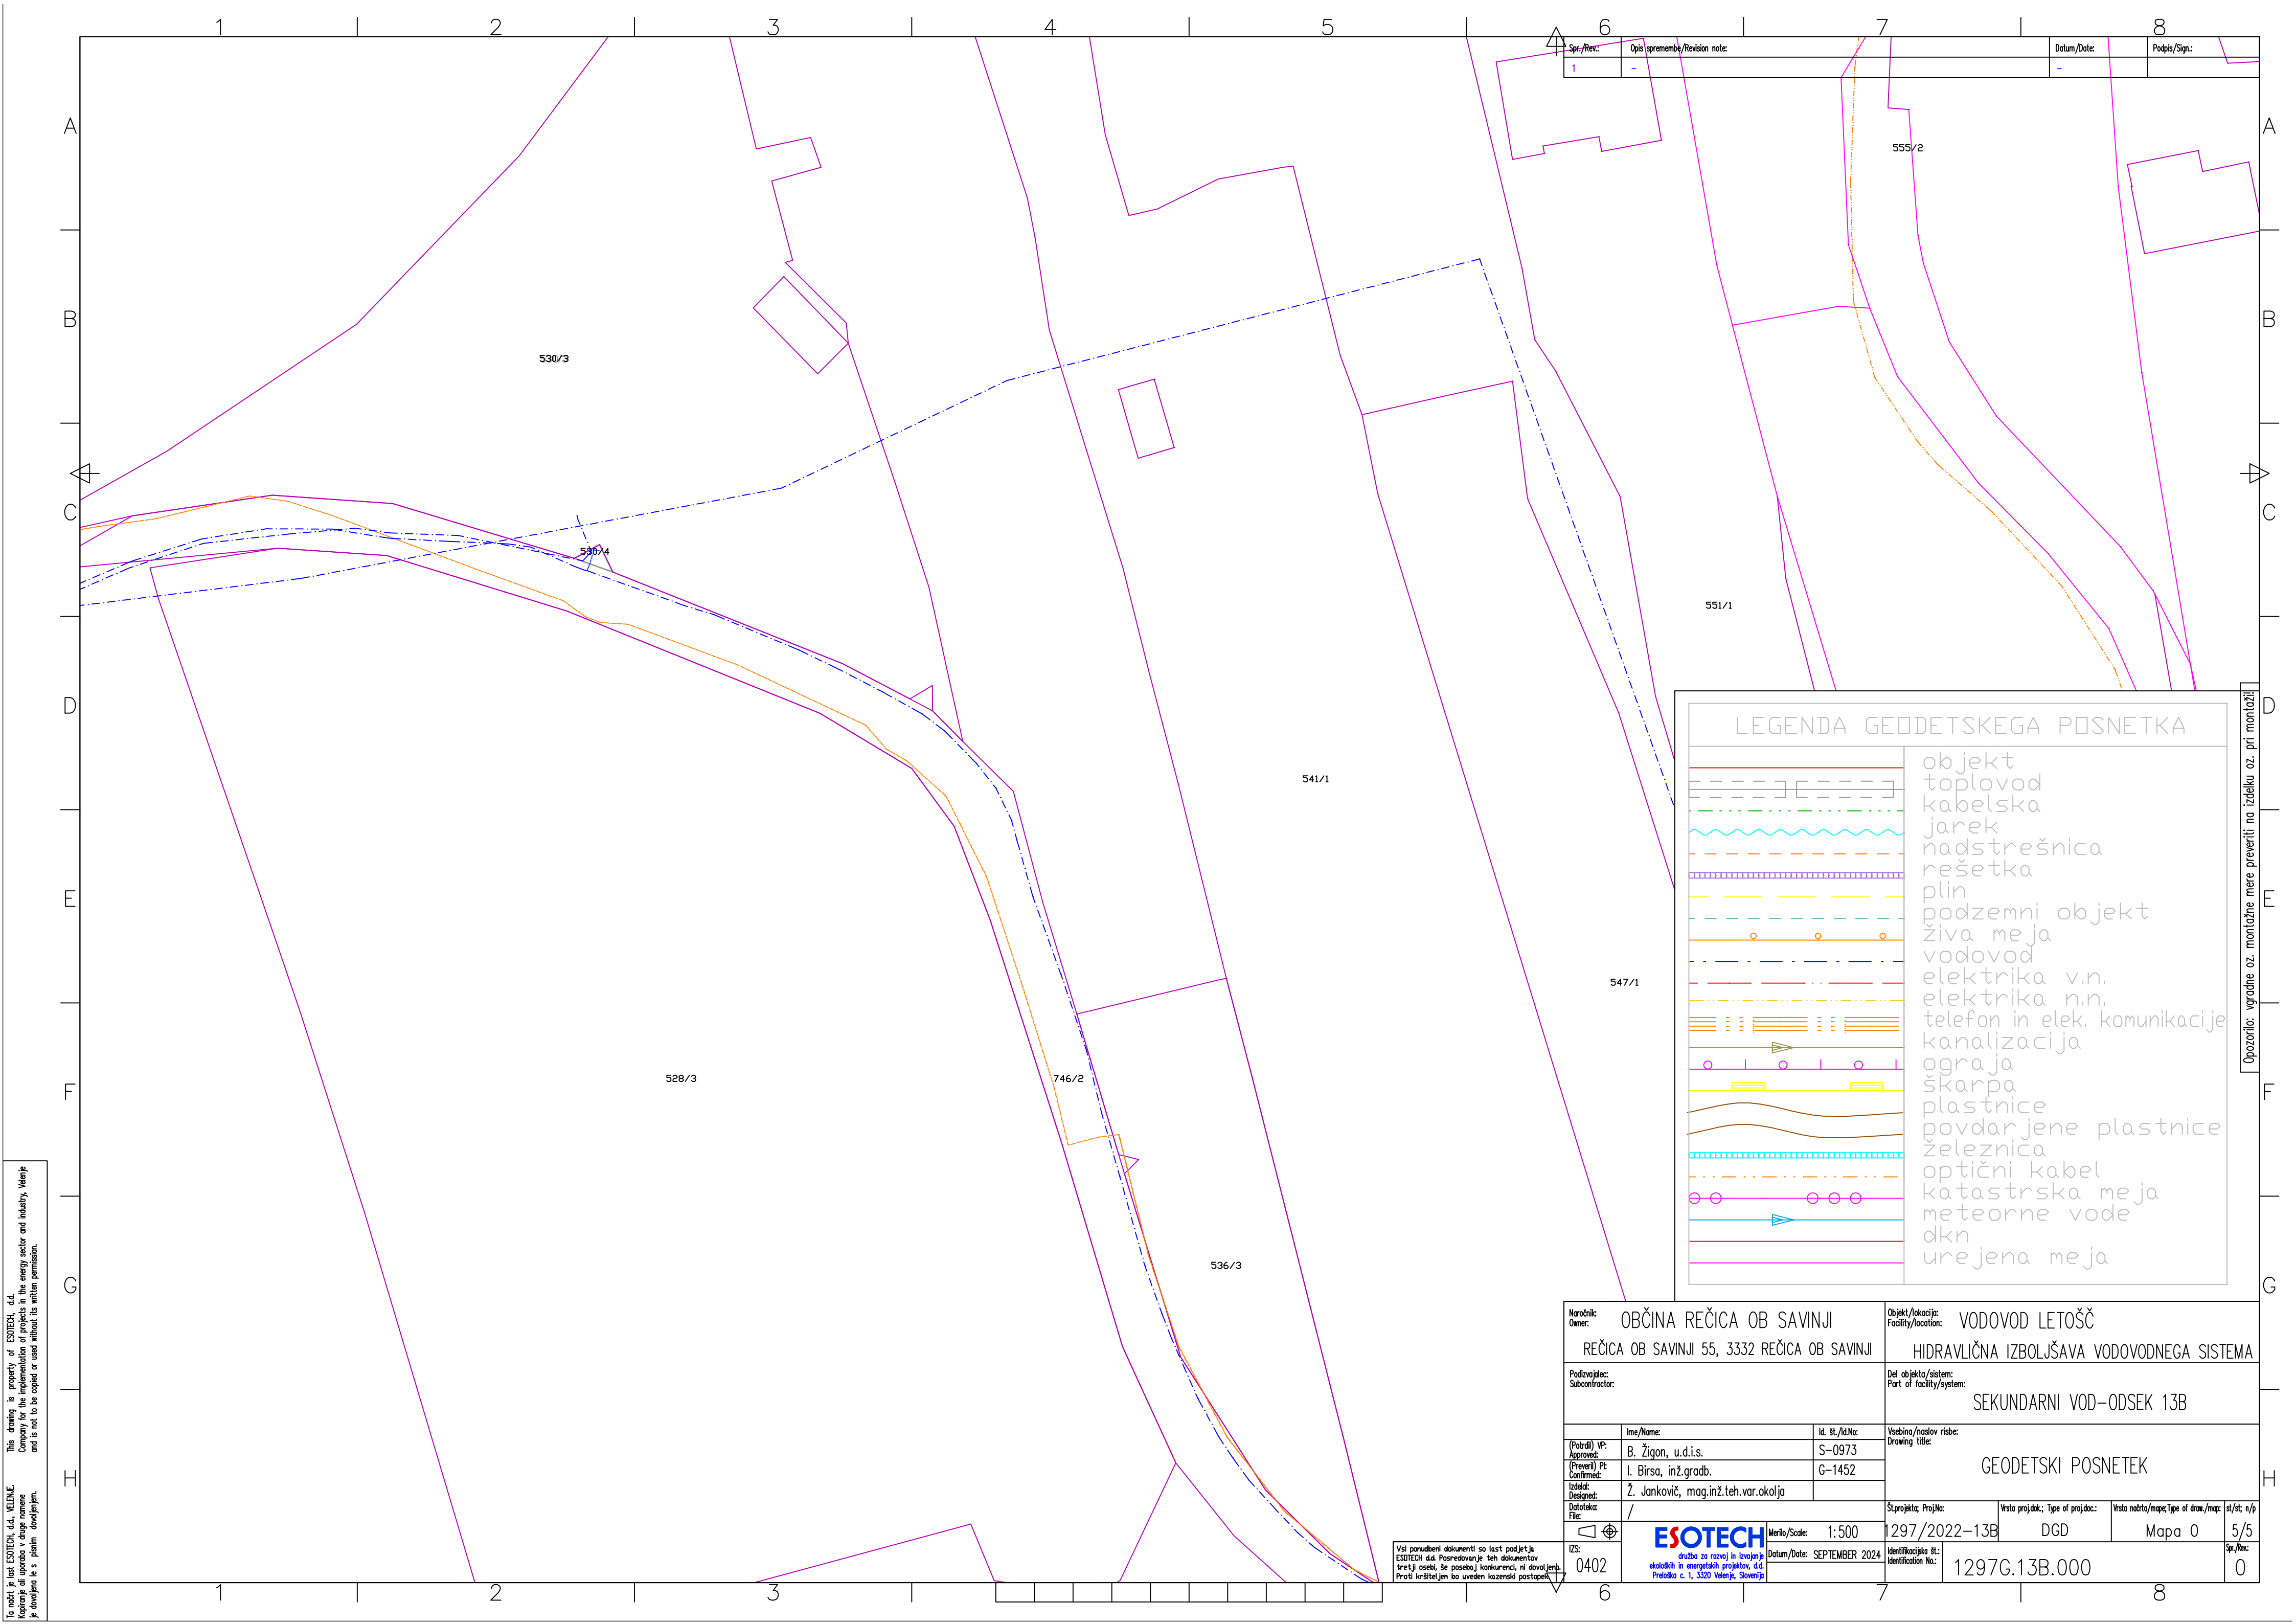 1 2 3 4 5 6 7 8
A
B
C
D
E
F
G
H
A
B
C
D
E
F
G
H
Spr./Rev.: Opis spremembe/Revision note: Datum/Date: Podpis/Sign.:
1 - -
555/2
530/3
530/4
551/1
541/1
547/1
528/3
746/2
536/3
LEGENDA GEODETSKEGA POSNETKA
objekt
toplovod
kabelska
jarek
nadstrešnica
rešetka
plin
podzemni objekt
živa meja
vodovod
elektrika v.n.
elektrika n.n.
telefon in elek. komunikacije
kanalizacija
ograja
škarpa
plastnice
povdarjene plastnice
železnica
optični kabel
katastrska meja
meteorne vode
dkn
urejena meja
Opozorilo: vgradne oz. montažne mere preveriti na izdelku oz. pri montaži!
Ta načrt je last ESOTECH, d.d., VELENJE.
Kopiranje ali uporaba v druge namene
je dovoljena le s pisnim dovoljenjem.
This drawing is property of ESOTECH, d.d.
Company for the implementation of projects in the energy sector and industry, Velenje
and is not to be copied or used without its written permission.
Vsi ponudbeni dokumenti so last podjetja
ESOTECH d.d. Posredovanje teh dokumentov
tretji osebi, še posebaj konkurenci, ni dovoljeno.
Proti kršiteljem bo uveden kazenski postopek.
Naročnik:
Owner:
OBČINA REČICA OB SAVINJI
REČICA OB SAVINJI 55, 3332 REČICA OB SAVINJI
Objekt/lokacija:
Facility/location:
VODOVOD LETOŠČ
HIDRAVLIČNA IZBOLJŠAVA VODOVODNEGA SISTEMA
Podizvajalec:
Subcontractor:
Del objekta/sistem:
Part of facility/system:
SEKUNDARNI VOD-ODSEK 13B
Ime/Name: Id. št./Id.No:
(Potrdil) VP:
Approved:
B. Žigon, u.d.i.s. S-0973
(Preveril) PI:
Confirmed:
I. Birsa, inž.gradb. G-1452
Izdelal:
Designed:
Ž. Jankovič, mag.inž.teh.var.okolja
Datoteka:
File:
/
Vsebina/naslov risbe:
Drawing title:
GEODETSKI POSNETEK
IZS:
0402
ESOTECH
družba za razvoj in izvajanje
ekoloških in energetskih projektov, d.d.
Preloška c. 1, 3320 Velenje, Slovenija
Merilo/Scale: 1:500
Datum/Date: SEPTEMBER 2024
Št.projekta; Proj.No:
1297/2022-13B
Vrsta proj.dok.; Type of proj.doc.:
DGD
Vrsta načrta/mape;Type of draw./map:
Mapa 0
st/st; n/p
5/5
Identifikacijska št.:
Identification No.:
1297G.13B.000
Spr./Rev.:
0
1 2 3 4 5 6 7 8